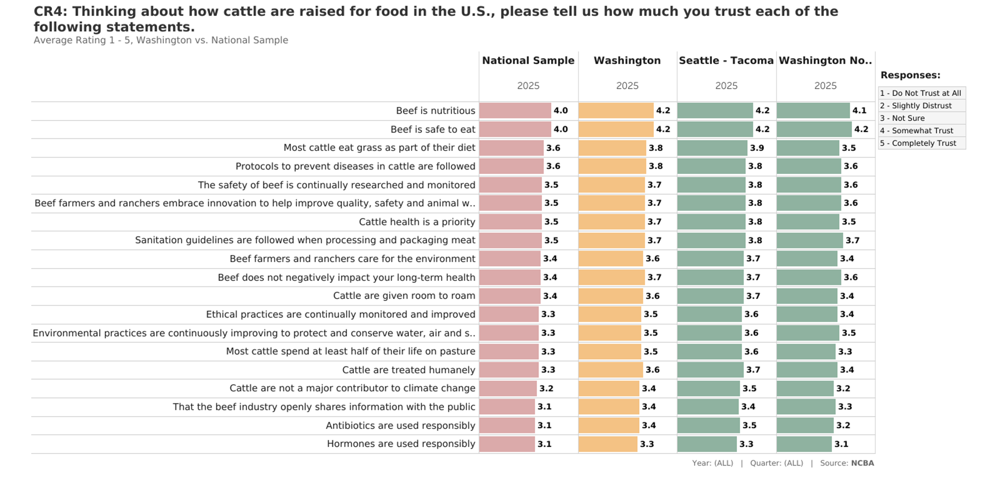 CR4: Thinking about how cattle are raised for food in the U.S., please tell us how much you trust each of the
following statements.
Average Rating 1 - 5, Washington vs. National Sample
National Sample Washington Seattle - Tacoma Washington No..
2025 2025 2025 2025
Responses:
1 - Do Not Trust at All
2 - Slightly Distrust
3 - Not Sure
4 - Somewhat Trust
5 - Completely Trust
Beef is nutritious 4.0 4.2 4.2 4.1
Beef is safe to eat 4.0 4.2 4.2 4.2
Most cattle eat grass as part of their diet 3.6 3.8 3.9 3.5
Protocols to prevent diseases in cattle are followed 3.6 3.8 3.8 3.6
The safety of beef is continually researched and monitored 3.5 3.7 3.8 3.6
Beef farmers and ranchers embrace innovation to help improve quality, safety and animal w.. 3.5 3.7 3.8 3.6
Cattle health is a priority 3.5 3.7 3.8 3.5
Sanitation guidelines are followed when processing and packaging meat 3.5 3.7 3.8 3.7
Beef farmers and ranchers care for the environment 3.4 3.6 3.7 3.4
Beef does not negatively impact your long-term health 3.4 3.7 3.7 3.6
Cattle are given room to roam 3.4 3.6 3.7 3.4
Ethical practices are continually monitored and improved 3.3 3.5 3.6 3.4
Environmental practices are continuously improving to protect and conserve water, air and s.. 3.3 3.5 3.6 3.5
Most cattle spend at least half of their life on pasture 3.3 3.5 3.6 3.3
Cattle are treated humanely 3.3 3.6 3.7 3.4
Cattle are not a major contributor to climate change 3.2 3.4 3.5 3.2
That the beef industry openly shares information with the public 3.1 3.4 3.4 3.3
Antibiotics are used responsibly 3.1 3.4 3.5 3.2
Hormones are used responsibly 3.1 3.3 3.3 3.1
Year: (ALL) | Quarter: (ALL) | Source: NCBA